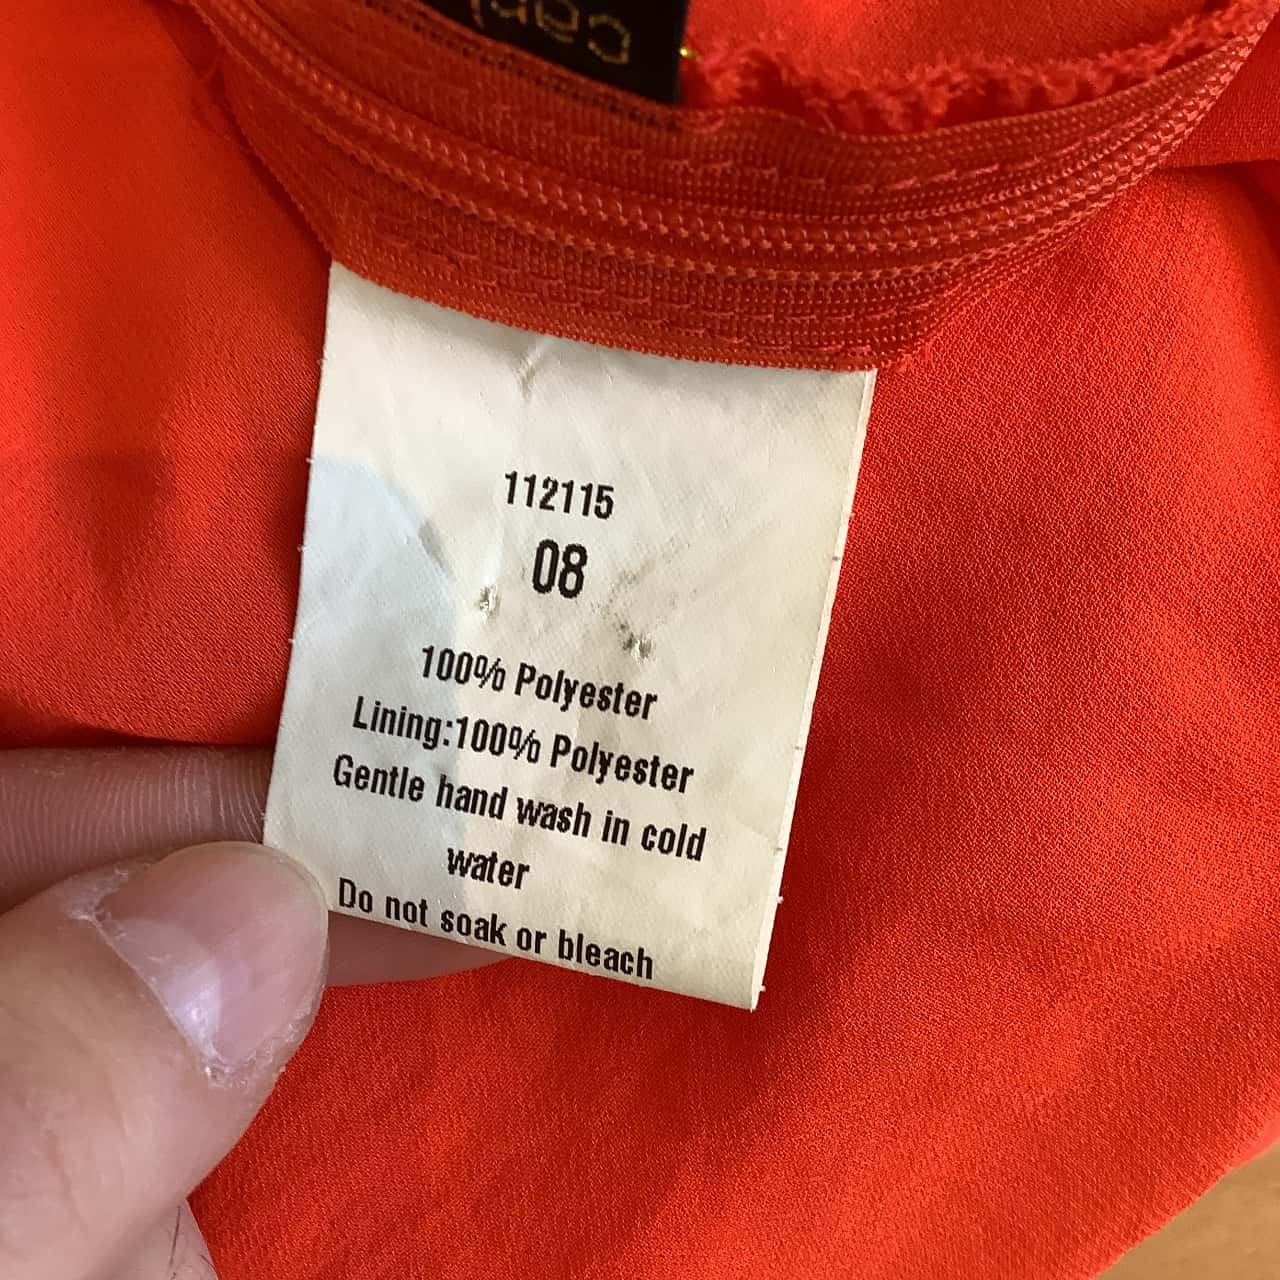 112115
08
100% Polyester
Lining:100% Polyester
Gentle hand wash in cold
water
Do not soak or bleach